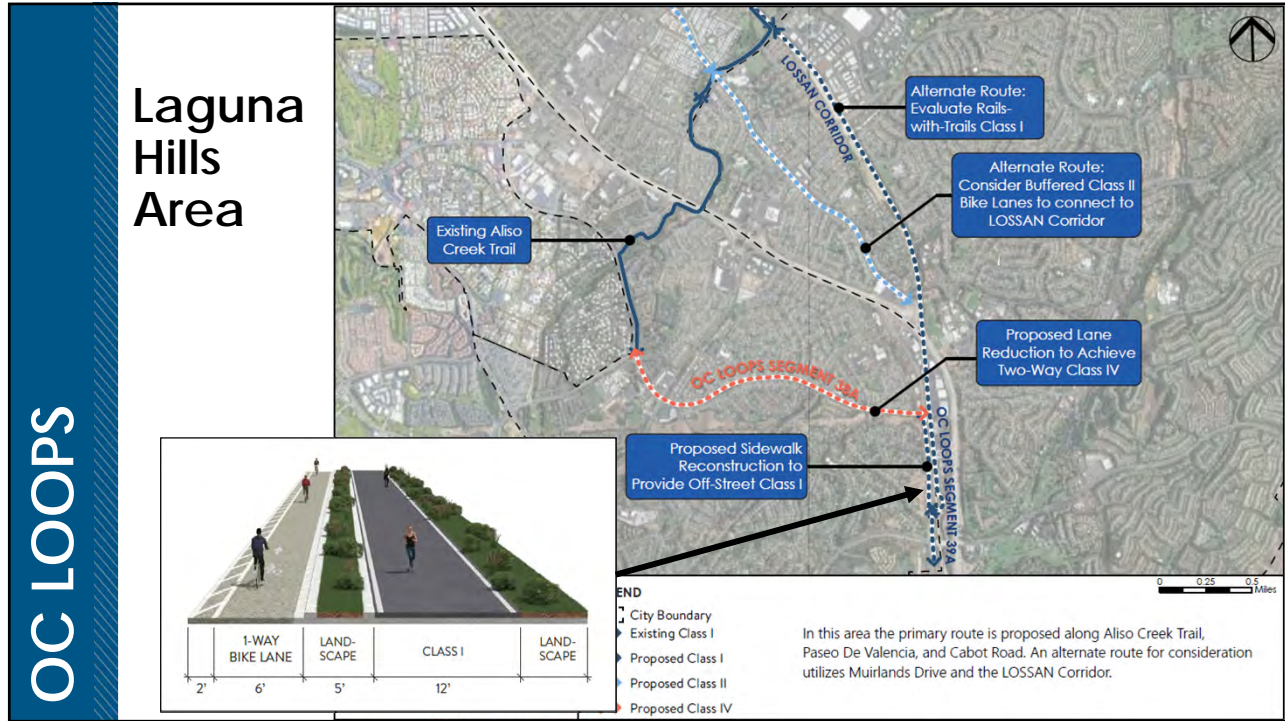 OC LOOPS
Laguna
Hills
Area
LOSSAN CORRIDOR
Alternate Route:
Evaluate Rails-
with-Trails Class I
Alternate Route:
Consider Buffered Class II
Bike Lanes to connect to
LOSSAN Corridor
Existing Aliso
Creek Trail
Proposed Lane
Reduction to Achieve
Two-Way Class IV
OC LOOPS SEGMENT 38A
OC LOOPS SEGMENT 39A
Proposed Sidewalk
Reconstruction to
Provide Off-Street Class I
0 0.25 0.5
Miles
1-WAY
BIKE LANE
LAND-
SCAPE
CLASS I
LAND-
SCAPE
2' 6' 5' 12'
END
City Boundary
Existing Class I
Proposed Class I
Proposed Class II
Proposed Class IV
In this area the primary route is proposed along Aliso Creek Trail,
Paseo De Valencia, and Cabot Road. An alternate route for consideration
utilizes Muirlands Drive and the LOSSAN Corridor.